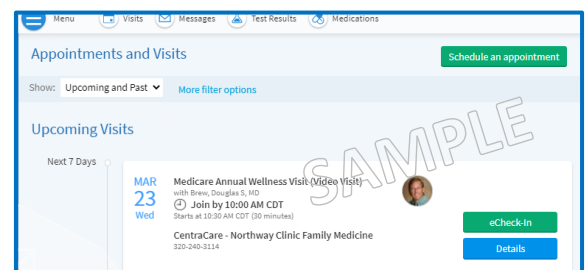 Menu Visits Messages Test Results Medications
Appointments and Visits
Schedule an appointment
Show: Upcoming and Past More filter options
Upcoming Visits
Next 7 Days
MAR
23
Wed
Medicare Annual Wellness Visit (Video Visit)
with Brew, Douglas S, MD
Join by 10:00 AM CDT
Starts at 10:30 AM CDT (30 minutes)
CentraCare - Northway Clinic Family Medicine
320-240-3114
eCheck-In
Details
SAMPLE